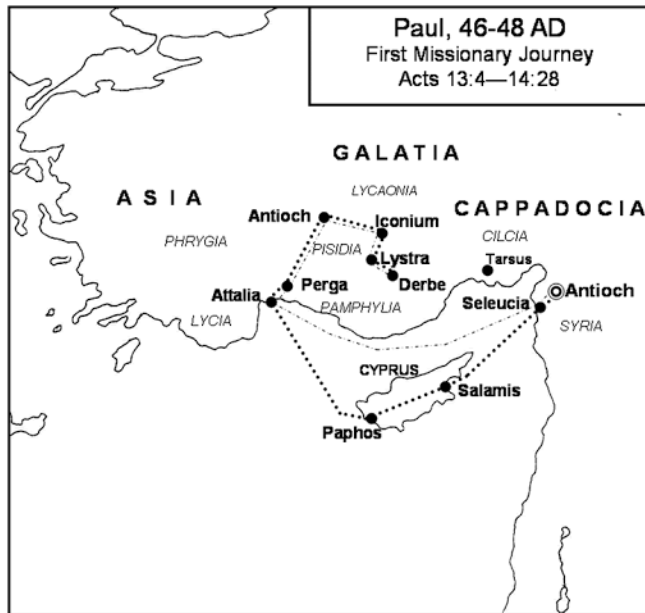 Paul, 46-48 AD
First Missionary Journey
Acts 13:4—14:28
GALATIA
ASIA
LYCAONIA
CAPPADOCIA
Antioch
Iconium
PHRYGIA
PISIDIA
CILCIA
Lystra
Tarsus
Perga
Derbe
Antioch
Attalia
PAMPHYLIA
Seleucia
LYCIA
SYRIA
CYPRUS
Salamis
Paphos